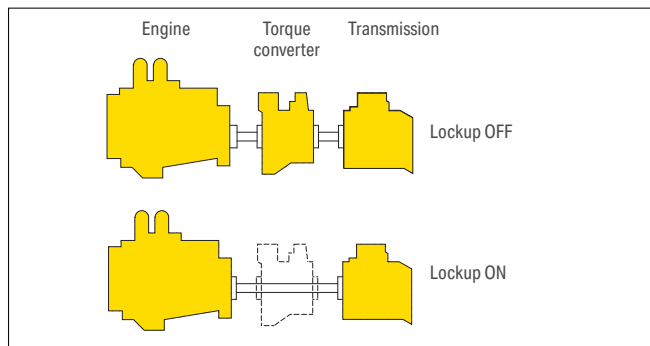 Engine
Torque
converter
Transmission
Lockup OFF
Lockup ON